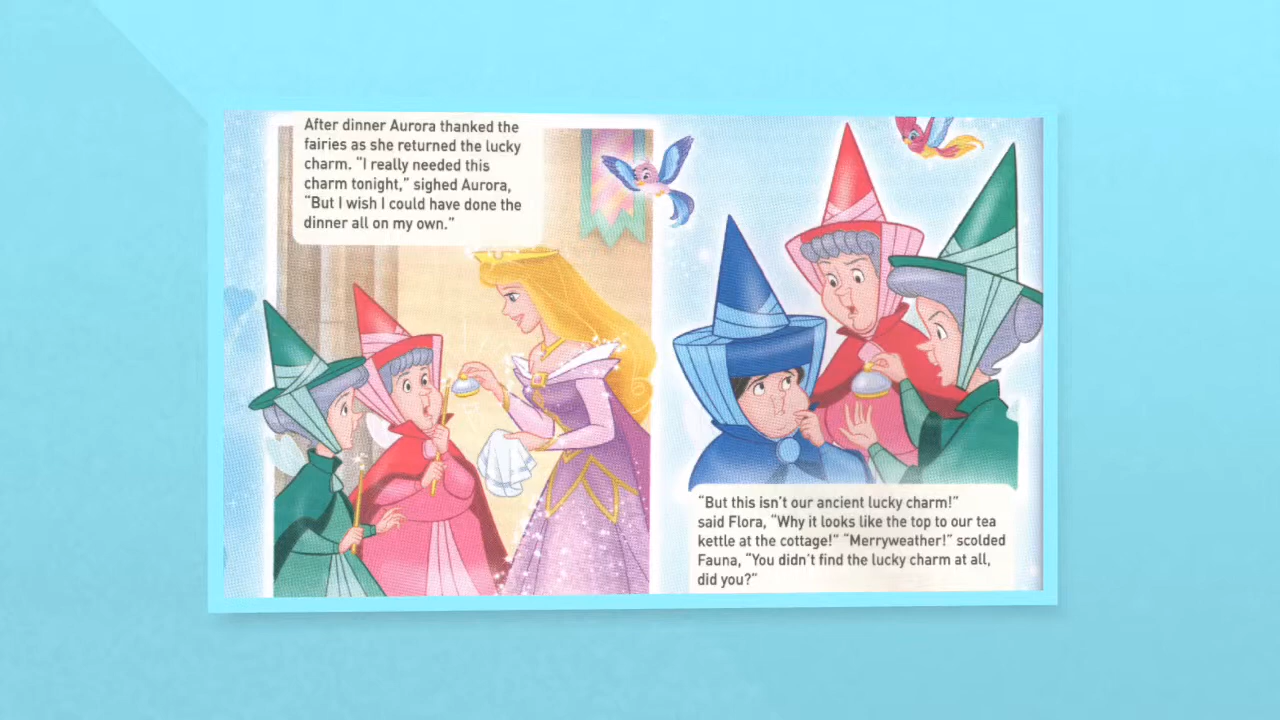 After dinner Aurora thanked the
fairies as she returned the lucky
charm. “I really needed this
charm tonight,” sighed Aurora,
“But I wish I could have done the
dinner all on my own.”
“But this isn’t our ancient lucky charm!”
said Flora, “Why it looks like the top to our tea
kettle at the cottage!” “Merryweather!” scolded
Fauna, “You didn’t find the lucky charm at all,
did you?”